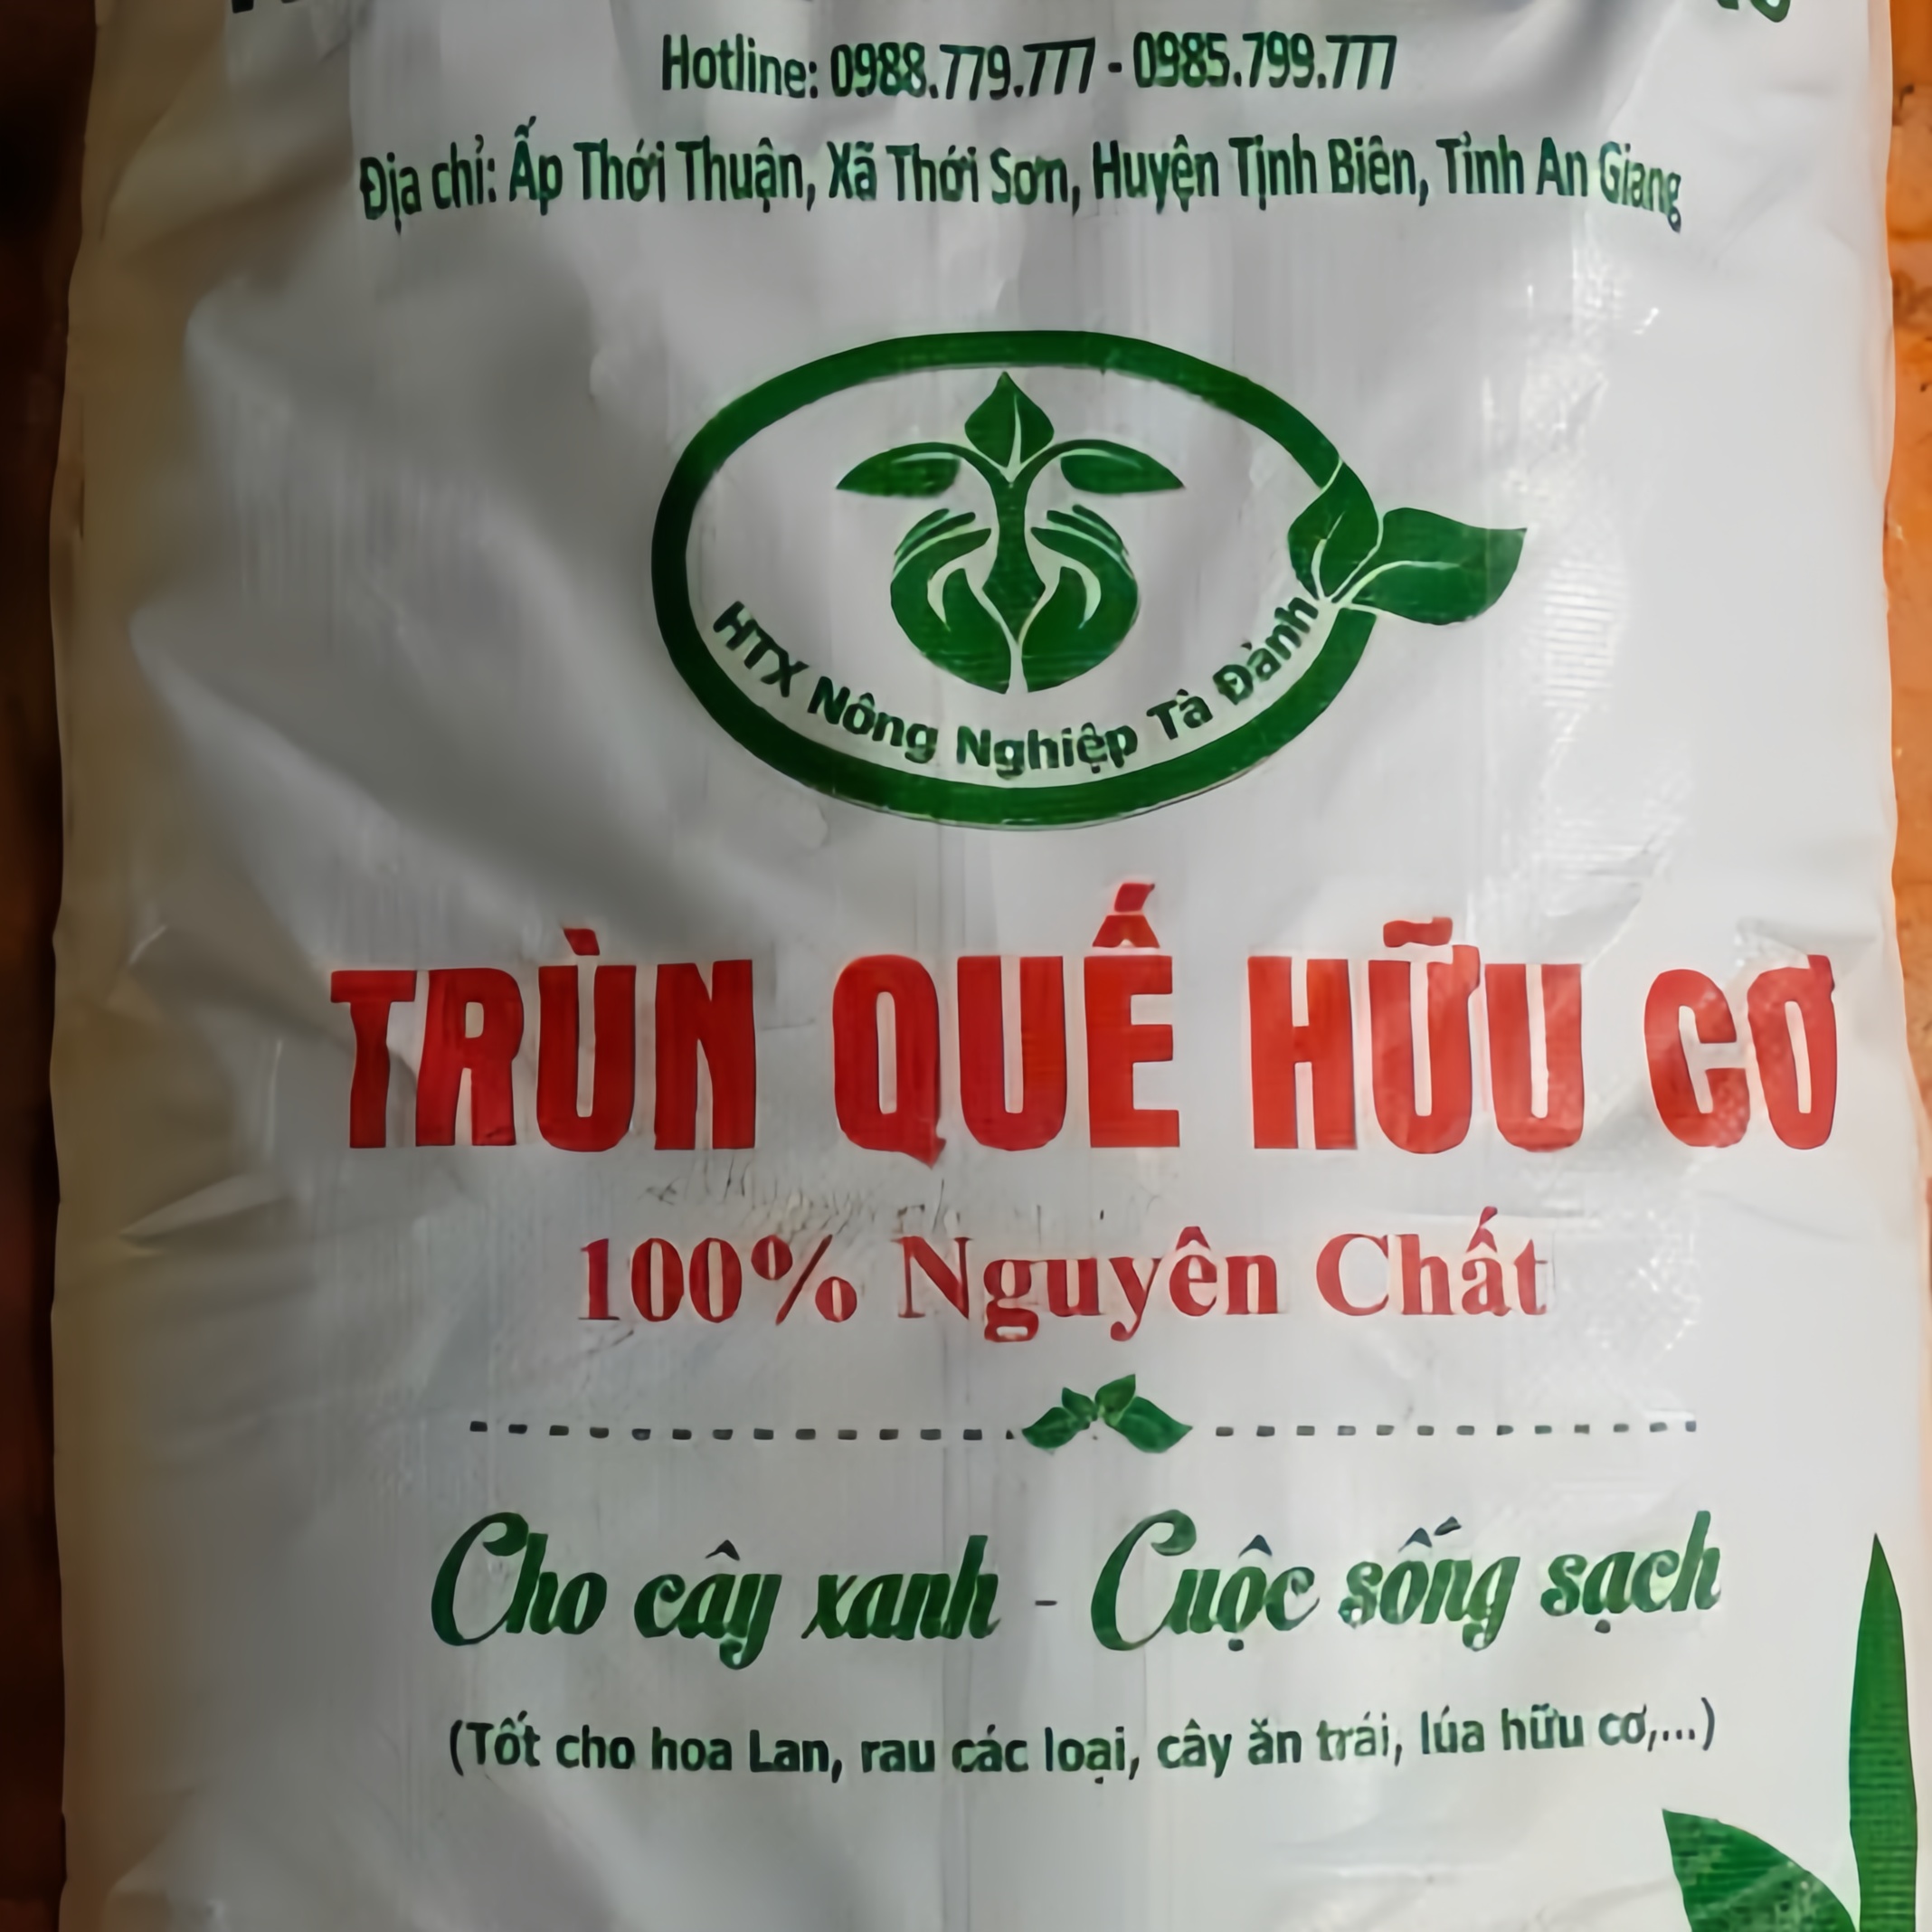 Hotline: 0988.779.777 - 0985.799.777
Địa chỉ: Ấp Thới Thuận, Xã Thới Sơn, Huyện Tịnh Biên, Tỉnh An Giang
HTX Nông Nghiệp Tà Đảnh
TRÙN QUẾ HỮU CƠ
100% Nguyên Chất
Cho cây xanh - Cuộc sống sạch
(Tốt cho hoa Lan, rau các loại, cây ăn trái, lúa hữu cơ,...)